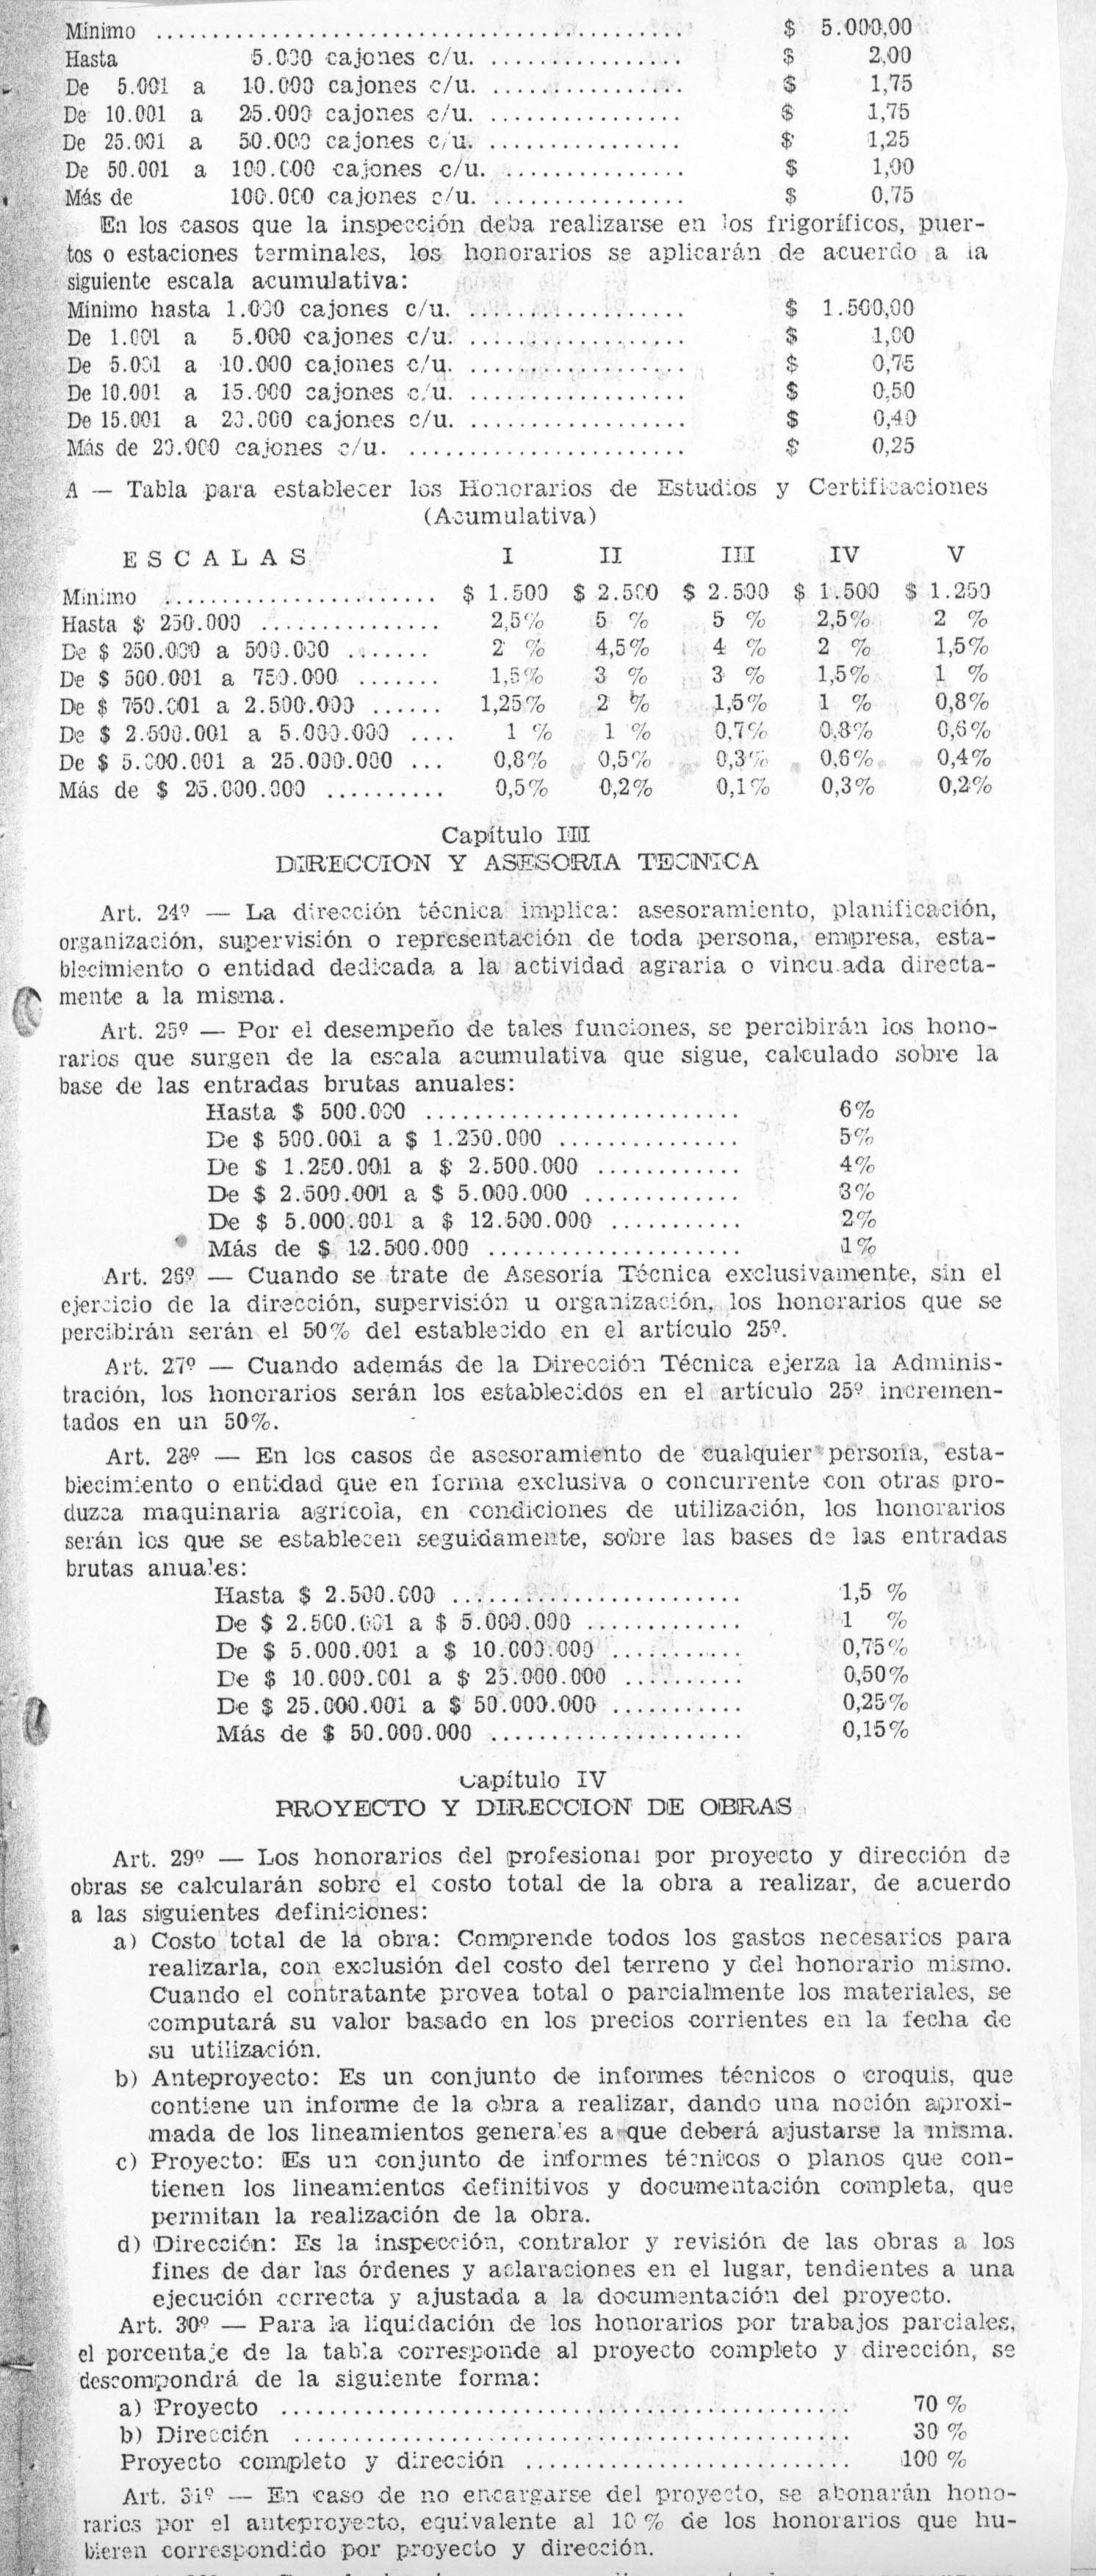 Mínimo ............................................. $ 5.000,00
Hasta 5.000 cajones c/u. ................ $ 2,00
De 5.001 a 10.000 cajones c/u. ................ $ 1,75
De 10.001 a 25.000 cajones c/u. ................ $ 1,75
De 25.001 a 50.000 cajones c/u. ................ $ 1,25
De 50.001 a 100.000 cajones c/u. ............... $ 1,00
Más de 100.000 cajones c/u. ................ $ 0,75
En los casos que la inspección deba realizarse en los frigoríficos, puer-
tos o estaciones terminales, los honorarios se aplicarán de acuerdo a la
siguiente escala acumulativa:
Mínimo hasta 1.000 cajones c/u. .................. $ 1.500,00
De 1.001 a 5.000 cajones c/u. .................. $ 1,00
De 5.001 a 10.000 cajones c/u. .................. $ 0,75
De 10.001 a 15.000 cajones c/u. .................. $ 0,50
De 15.001 a 20.000 cajones c/u. .................. $ 0,40
Más de 20.000 cajones c/u. ........................ $ 0,25
A — Tabla para establecer los Honorarios de Estudios y Certificaciones
(Acumulativa)
ESCALAS I II III IV V
Mínimo ....................... $ 1.500 $ 2.500 $ 2.500 $ 1.500 $ 1.250
Hasta $ 250.000 ............... 2,5% 5 % 5 % 2,5% 2 %
De $ 250.000 a 500.000 ....... 2 % 4,5% 4 % 2 % 1,5%
De $ 500.001 a 750.000 ....... 1,5% 3 % 3 % 1,5% 1 %
De $ 750.001 a 2.500.000 ...... 1,25% 2 % 1,5% 1 % 0,8%
De $ 2.500.001 a 5.000.000 .... 1 % 1 % 0,7% 0,8% 0,6%
De $ 5.000.001 a 25.000.000 ... 0,8% 0,5% 0,3% 0,6% 0,4%
Más de $ 25.000.000 .......... 0,5% 0,2% 0,1% 0,3% 0,2%
Capítulo III
DIRECCION Y ASESORIA TECNICA
Art. 24º — La dirección técnica implica: asesoramiento, planificación,
organización, supervisión o representación de toda persona, empresa, esta-
blecimiento o entidad dedicada a la actividad agraria o vinculada directa-
mente a la misma.
Art. 25º — Por el desempeño de tales funciones, se percibirán los hono-
rarios que surgen de la escala acumulativa que sigue, calculado sobre la
base de las entradas brutas anuales:
Hasta $ 500.000 ........................... 6%
De $ 500.001 a $ 1.250.000 ............... 5%
De $ 1.250.001 a $ 2.500.000 ............ 4%
De $ 2.500.001 a $ 5.000.000 ............. 3%
De $ 5.000.001 a $ 12.500.000 ........... 2%
Más de $ 12.500.000 ..................... 1%
Art. 26º — Cuando se trate de Asesoría Técnica exclusivamente, sin el
ejercicio de la dirección, supervisión u organización, los honorarios que se
percibirán serán el 50% del establecido en el artículo 25º.
Art. 27º — Cuando además de la Dirección Técnica ejerza la Adminis-
tración, los honorarios serán los establecidos en el artículo 25º incremen-
tados en un 50%.
Art. 28º — En los casos de asesoramiento de cualquier persona, esta-
blecimiento o entidad que en forma exclusiva o concurrente con otras pro-
duzca maquinaria agrícola, en condiciones de utilización, los honorarios
serán los que se establecen seguidamente, sobre las bases de las entradas
brutas anuales:
Hasta $ 2.500.000 ........................ 1,5 %
De $ 2.500.001 a $ 5.000.000 ............. 1 %
De $ 5.000.001 a $ 10.000.000 ........... 0,75%
De $ 10.000.001 a $ 25.000.000 .......... 0,50%
De $ 25.000.001 a $ 50.000.000 ........... 0,25%
Más de $ 50.000.000 ..................... 0,15%
Capítulo IV
PROYECTO Y DIRECCION DE OBRAS
Art. 29º — Los honorarios del profesional por proyecto y dirección de
obras se calcularán sobre el costo total de la obra a realizar, de acuerdo
a las siguientes definiciones:
a) Costo total de la obra: Comprende todos los gastos necesarios para
realizarla, con exclusión del costo del terreno y del honorario mismo.
Cuando el contratante provea total o parcialmente los materiales, se
computará su valor basado en los precios corrientes en la fecha de
su utilización.
b) Anteproyecto: Es un conjunto de informes técnicos o croquis, que
contiene un informe de la obra a realizar, dando una noción aproxi-
mada de los lineamientos generales a que deberá ajustarse la misma.
c) Proyecto: Es un conjunto de informes técnicos o planos que con-
tienen los lineamientos definitivos y documentación completa, que
permitan la realización de la obra.
d) Dirección: Es la inspección, contralor y revisión de las obras a los
fines de dar las órdenes y aclaraciones en el lugar, tendientes a una
ejecución correcta y ajustada a la documentación del proyecto.
Art. 30º — Para la liquidación de los honorarios por trabajos parciales,
el porcentaje de la tabla corresponde al proyecto completo y dirección, se
descompondrá de la siguiente forma:
a) Proyecto ................................................ 70 %
b) Dirección ............................................... 30 %
Proyecto completo y dirección ............................ 100 %
Art. 31º — En caso de no encargarse del proyecto, se abonarán hono-
rarios por el anteproyecto, equivalente al 10 % de los honorarios que hu-
bieren correspondido por proyecto y dirección.